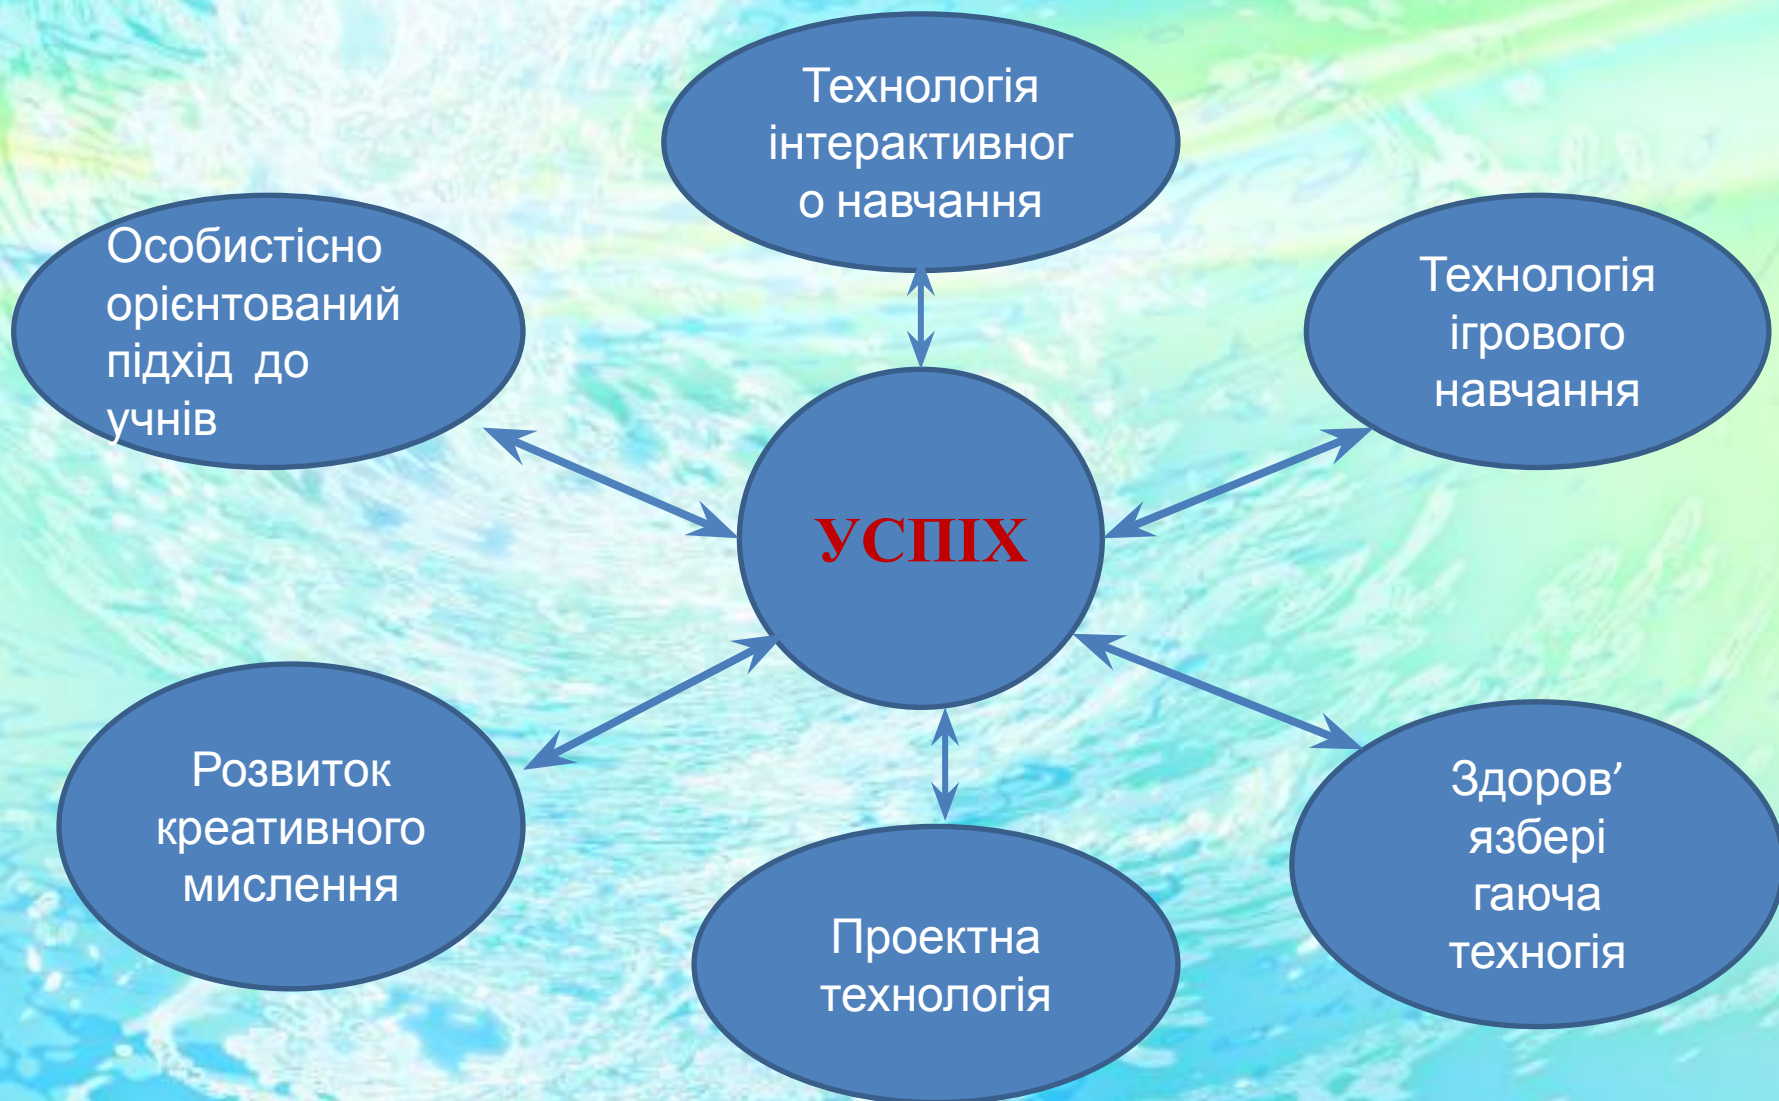 Технологія
інтерактивног
о навчання
Особистісно
орієнтований
підхід до
учнів
Технологія
ігрового
навчання
УСПІХ
Розвиток
креативного
мислення
Проектна
технологія
Здоров’
язбері
гаюча
техногія